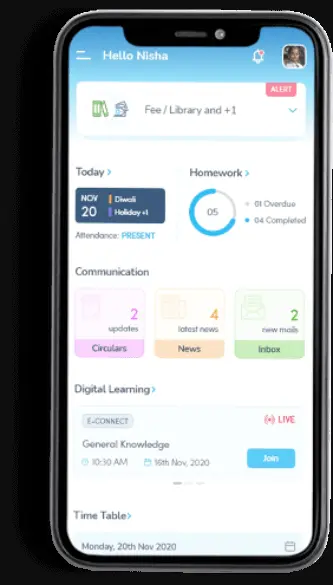 Hello Nisha
ALERT
Fee / Library and +1
Today >
Homework >
NOV
20
Diwali
Holiday +1
05
01 Overdue
04 Completed
Attendance: PRESENT
Communication
2
updates
Circulars
4
latest news
News
2
new mails
Inbox
Digital Learning>
E-CONNECT
LIVE
General Knowledge
10:30 AM
16th Nov, 2020
Join
Time Table>
Monday, 20th Nov 2020